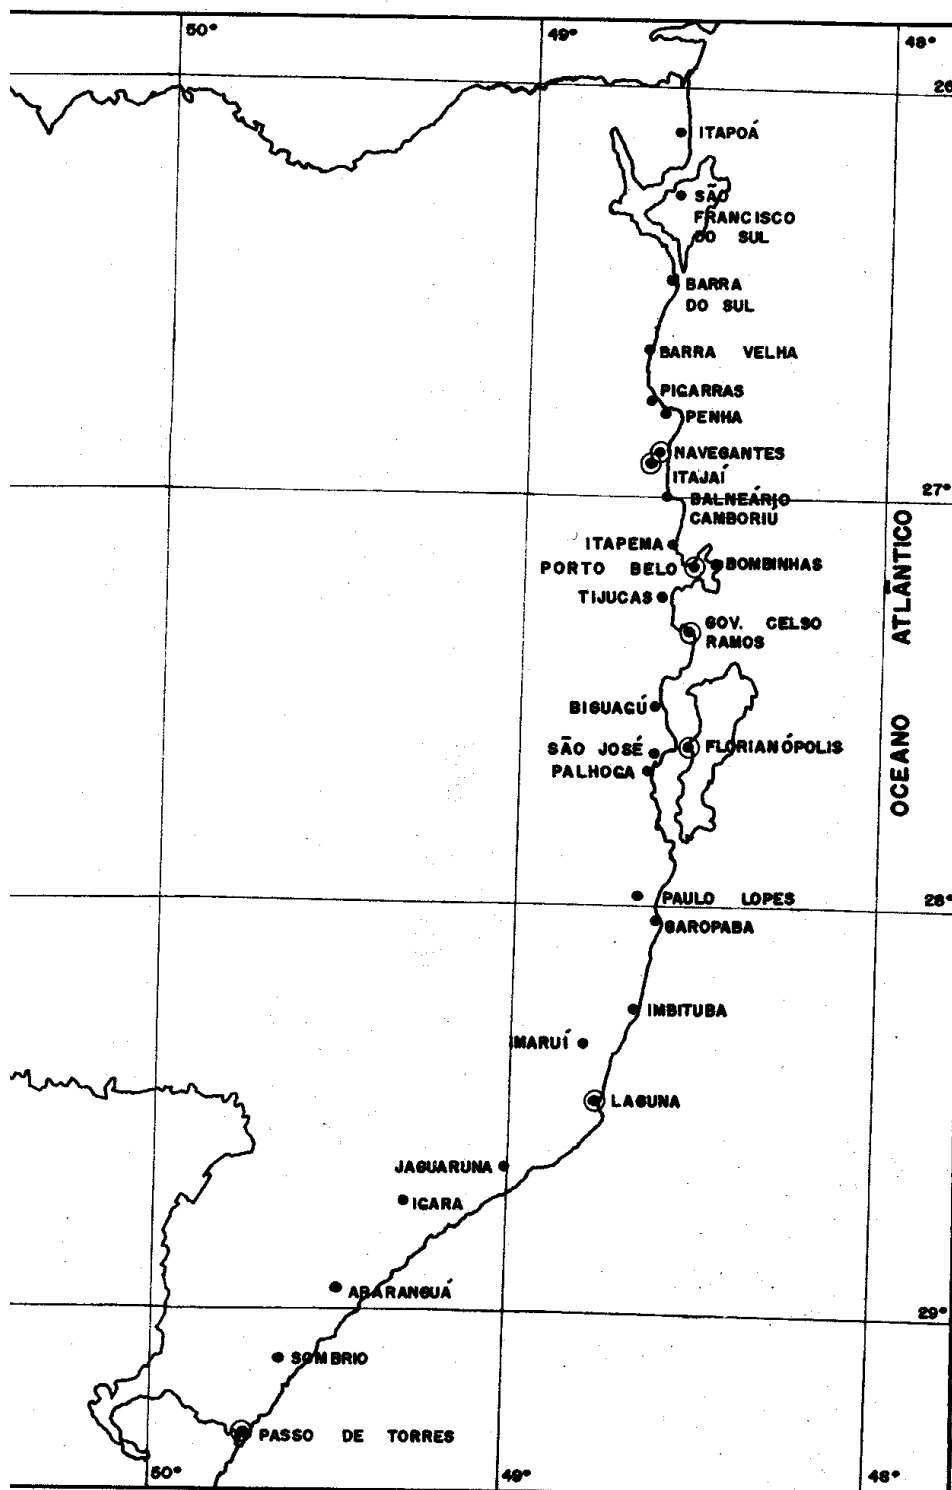 50°
49°
48°
26
ITAPOÁ
SÃO
FRANCISCO
DO SUL
BARRA
DO SUL
BARRA VELHA
PIÇARRAS
PENHA
NAVEGANTES
ITAJAÍ
27°
BALNEÁRIO
CAMBORIÚ
ITAPEMA
PORTO BELO
BOMBINHAS
TIJUCAS
GOV. CELSO
RAMOS
OCEANO ATLÂNTICO
BIGUAÇÚ
SÃO JOSÉ
FLORIANÓPOLIS
PALHOÇA
PAULO LOPES
28°
GAROPABA
IMBITUBA
IMARUÍ
LAGUNA
JAGUARUNA
IÇARA
ARARANGUÁ
29°
SOMBRIO
PASSO DE TORRES
50°
49°
48°